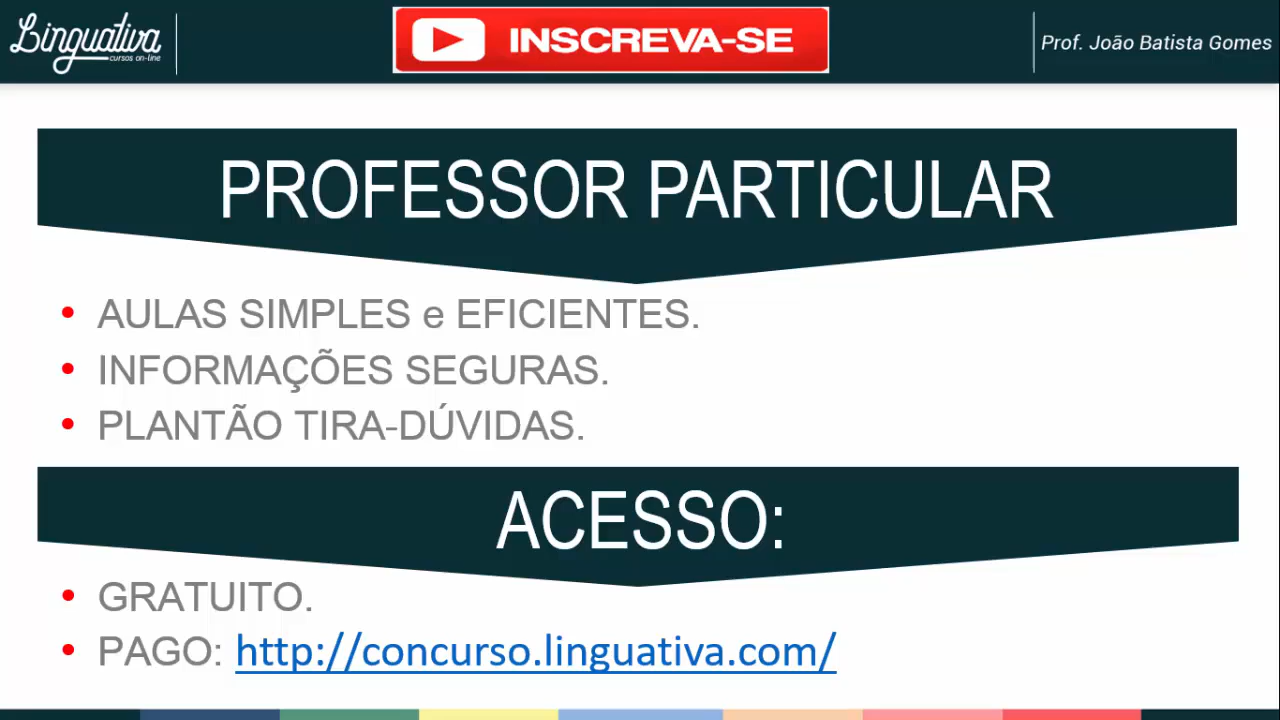 Linguativa
cursos on-line
INSCREVA-SE
Prof. João Batista Gomes
PROFESSOR PARTICULAR
• AULAS SIMPLES e EFICIENTES.
• INFORMAÇÕES SEGURAS.
• PLANTÃO TIRA-DÚVIDAS.
ACESSO:
• GRATUITO.
• PAGO: http://concurso.linguativa.com/